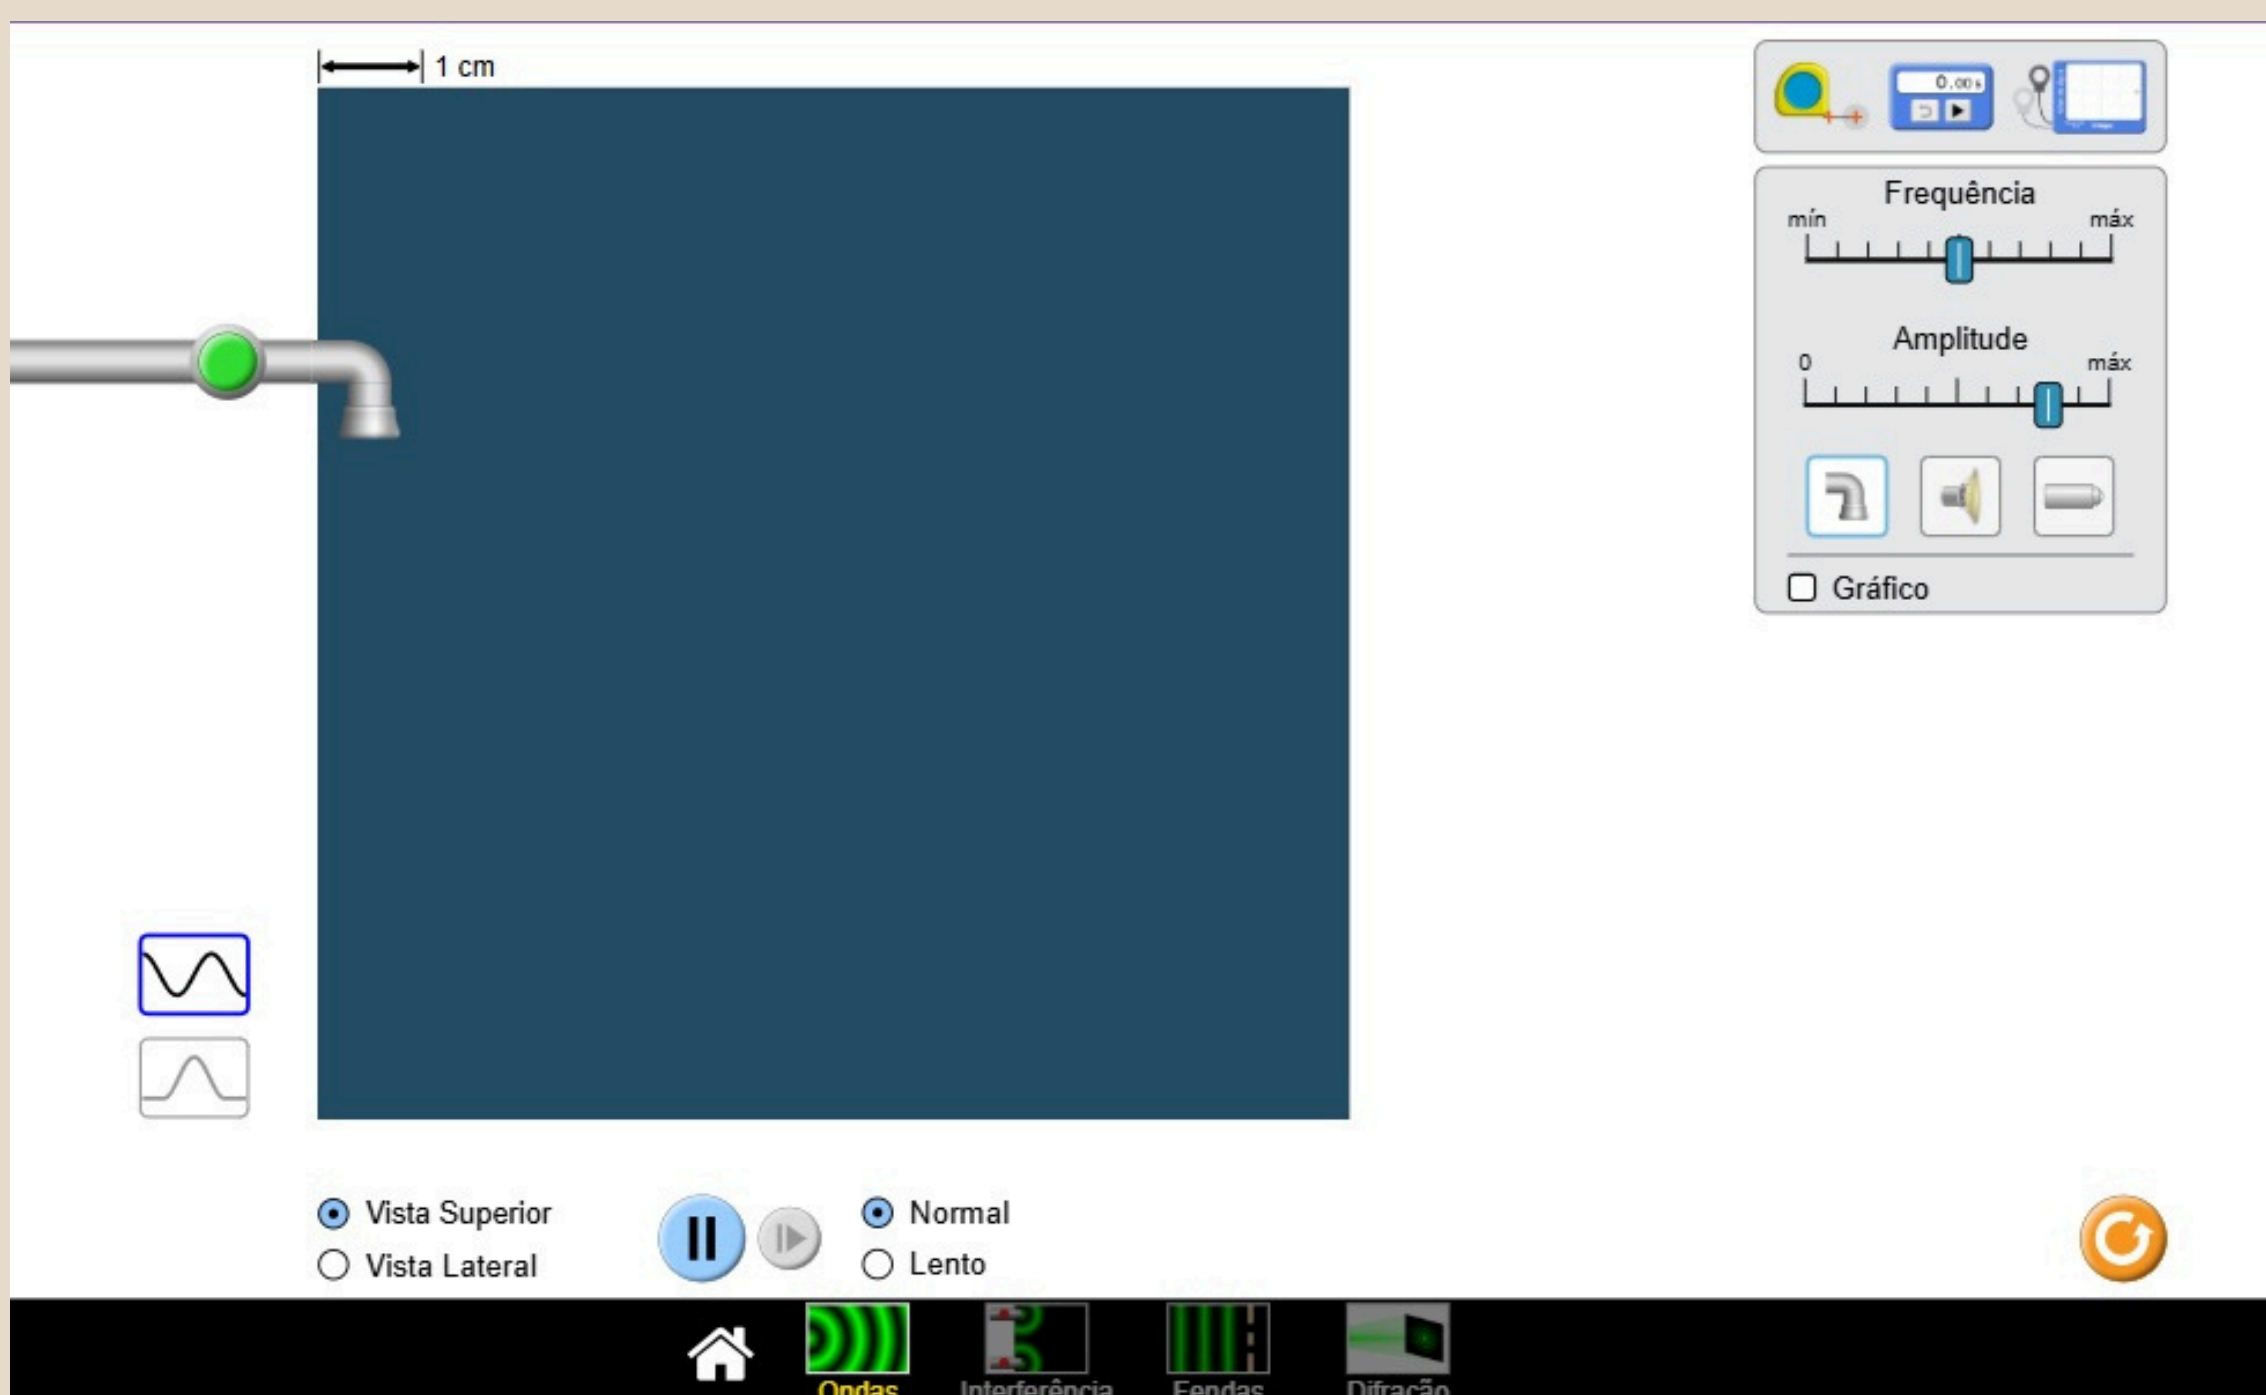 1 cm
0.00 s
Frequência
mín
máx
Amplitude
0
máx
Gráfico
Vista Superior
Vista Lateral
Normal
Lento
Ondas
Interferência
Fendas
Difração